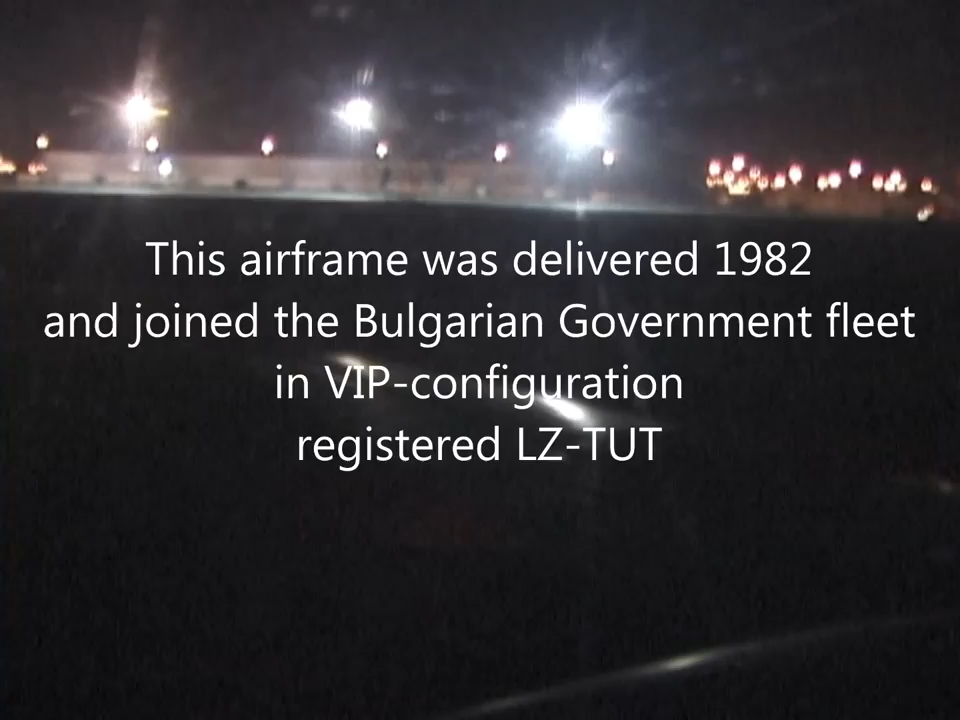 This airframe was delivered 1982
and joined the Bulgarian Government fleet
in VIP-configuration
registered LZ-TUT